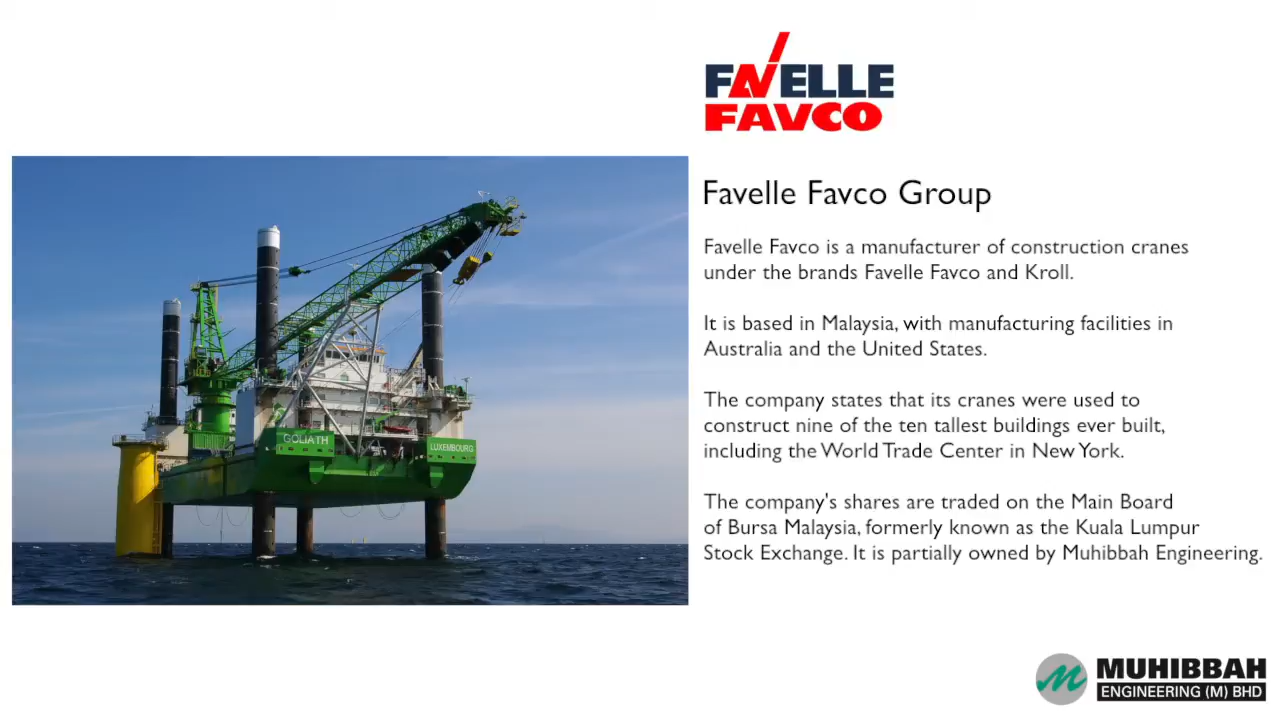 FAVELLE
FAVCO
Favelle Favco Group
Favelle Favco is a manufacturer of construction cranes
under the brands Favelle Favco and Kroll.
It is based in Malaysia, with manufacturing facilities in
Australia and the United States.
The company states that its cranes were used to
construct nine of the ten tallest buildings ever built,
including the World Trade Center in New York.
The company's shares are traded on the Main Board
of Bursa Malaysia, formerly known as the Kuala Lumpur
Stock Exchange. It is partially owned by Muhibbah Engineering.
GOLIATH
LUXEMBOURG
MUHIBBAH
ENGINEERING (M) BHD